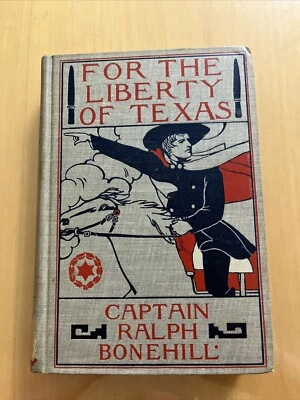 FOR THE
LIBERTY
OF TEXAS
CAPTAIN
RALPH
BONEHILL